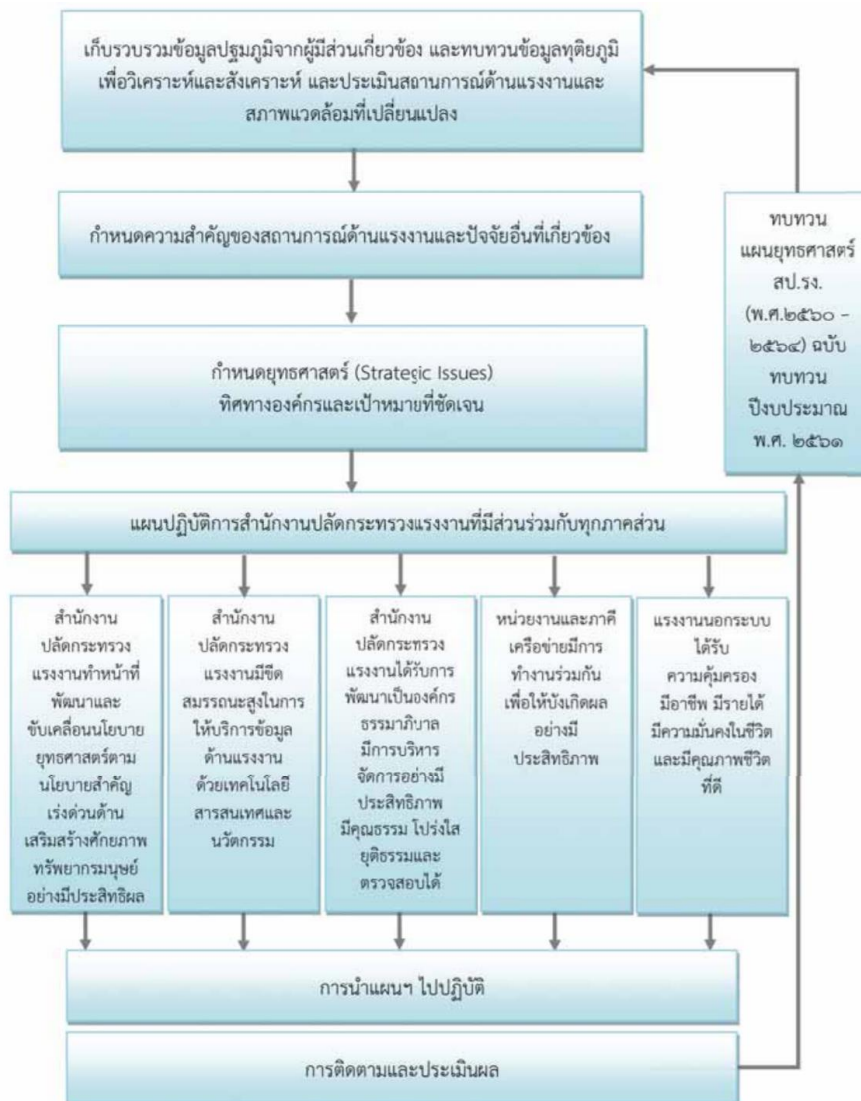 เก็บรวบรวมข้อมูลปฐมภูมิจากผู้มีส่วนเกี่ยวข้อง และทบทวนข้อมูลทุติยภูมิ
เพื่อวิเคราะห์และสังเคราะห์ และประเมินสถานการณ์ด้านแรงงานและ
สภาพแวดล้อมที่เปลี่ยนแปลง
กำหนดความสำคัญของสถานการณ์ด้านแรงงานและปัจจัยอื่นที่เกี่ยวข้อง
กำหนดยุทธศาสตร์ (Strategic Issues)
ทิศทางองค์กรและเป้าหมายที่ชัดเจน
แผนปฏิบัติการสำนักงานปลัดกระทรวงแรงงานที่มีส่วนร่วมกับทุกภาคส่วน
สำนักงาน
ปลัดกระทรวง
แรงงานทำหน้าที่
พัฒนาและ
ขับเคลื่อนนโยบาย
ยุทธศาสตร์ตาม
นโยบายสำคัญ
เร่งด่วนด้าน
เสริมสร้างศักยภาพ
ทรัพยากรมนุษย์
อย่างมีประสิทธิผล
สำนักงาน
ปลัดกระทรวง
แรงงานมีขีด
สมรรถนะสูงในการ
ให้บริการข้อมูล
ด้านแรงงาน
ด้วยเทคโนโลยี
สารสนเทศและ
นวัตกรรม
สำนักงาน
ปลัดกระทรวง
แรงงานได้รับการ
พัฒนาเป็นองค์กร
ธรรมาภิบาล
มีการบริหาร
จัดการอย่างมี
ประสิทธิภาพ
มีคุณธรรม โปร่งใส
ยุติธรรมและ
ตรวจสอบได้
หน่วยงานและภาคี
เครือข่ายมีการ
ทำงานร่วมกัน
เพื่อให้บังเกิดผล
อย่างมี
ประสิทธิภาพ
แรงงานนอกระบบ
ได้รับ
ความคุ้มครอง
มีอาชีพ มีรายได้
มีความมั่นคงในชีวิต
และมีคุณภาพชีวิต
ที่ดี
การนำแผนฯ ไปปฏิบัติ
การติดตามและประเมินผล
ทบทวน
แผนยุทธศาสตร์
สป.รง.
(พ.ศ.๒๕๖๐ –
๒๕๖๔) ฉบับ
ทบทวน
ปีงบประมาณ
พ.ศ. ๒๕๖๑